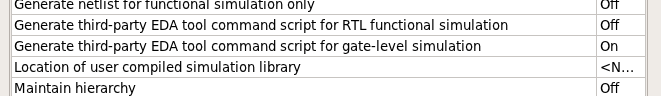 Generate netlist for functional simulation only Off
Generate third-party EDA tool command script for RTL functional simulation Off
Generate third-party EDA tool command script for gate-level simulation On
Location of user compiled simulation library <N...
Maintain hierarchy Off